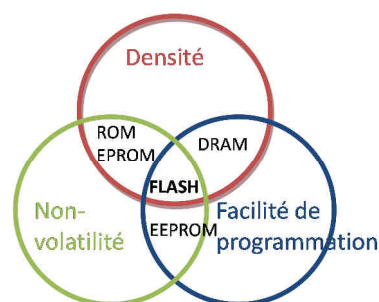 Densité
ROM
EPROM
DRAM
FLASH
Non-
volatilité
EEPROM
Facilité de
programmation